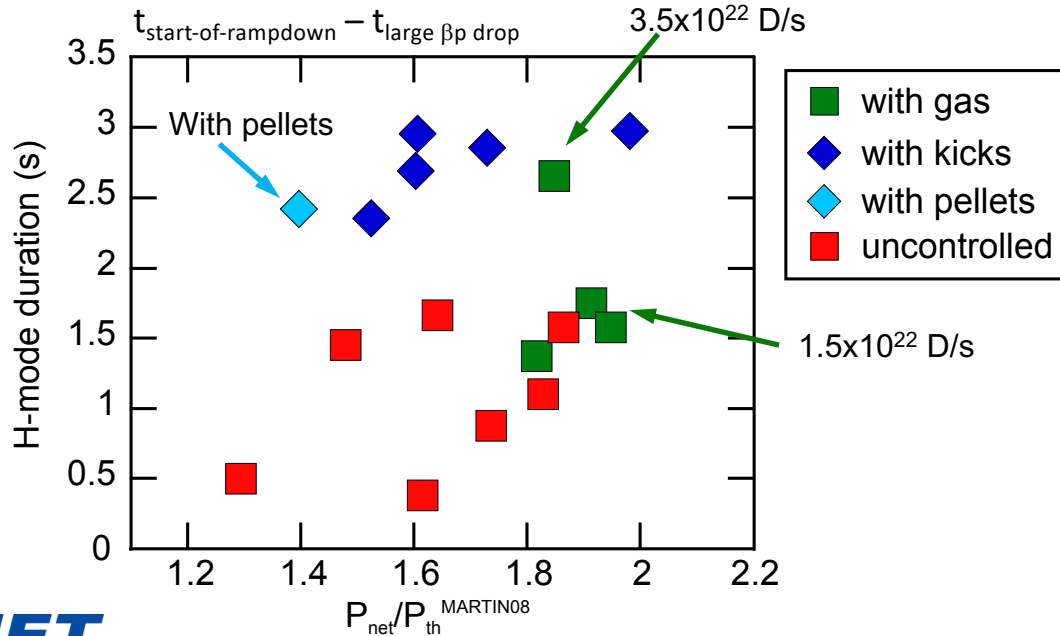 t_start-of-rampdown – t_large βp drop
3.5x10^22 D/s
3.5
3
2.5
2
1.5
1
0.5
0
H-mode duration (s)
With pellets
with gas
with kicks
with pellets
uncontrolled
1.5x10^22 D/s
1.2
1.4
1.6
1.8
2
2.2
P_net/P_th^MARTIN08